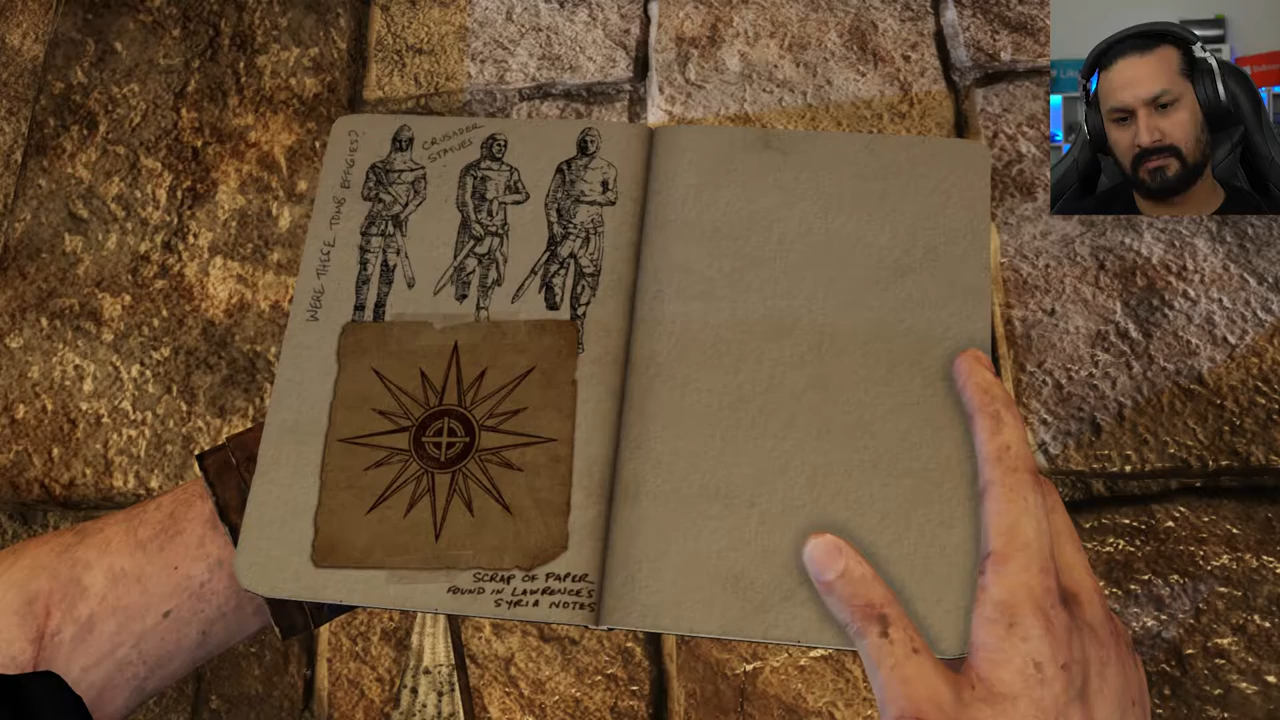 WERE THESE TOMB EFFIGIES?
CRUSADER
STATUES
SCRAP OF PAPER
FOUND IN LAWRENCE'S
SYRIA NOTES